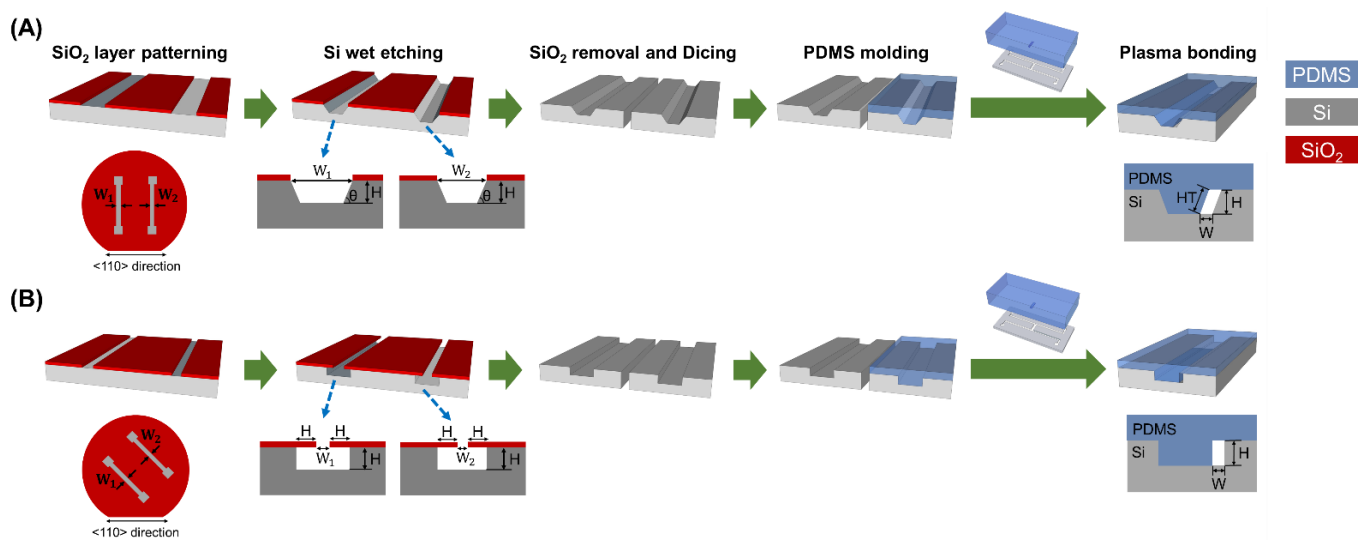 (A)
SiO₂ layer patterning
Si wet etching
SiO₂ removal and Dicing
PDMS molding
Plasma bonding
PDMS
Si
SiO₂
W₁
W₂
<110> direction
W₁
H
θ
W₂
H
θ
PDMS
Si
HT
H
W
(B)
W₂
W₁
<110> direction
H
H
W₁
H
H
H
W₂
H
PDMS
Si
H
W